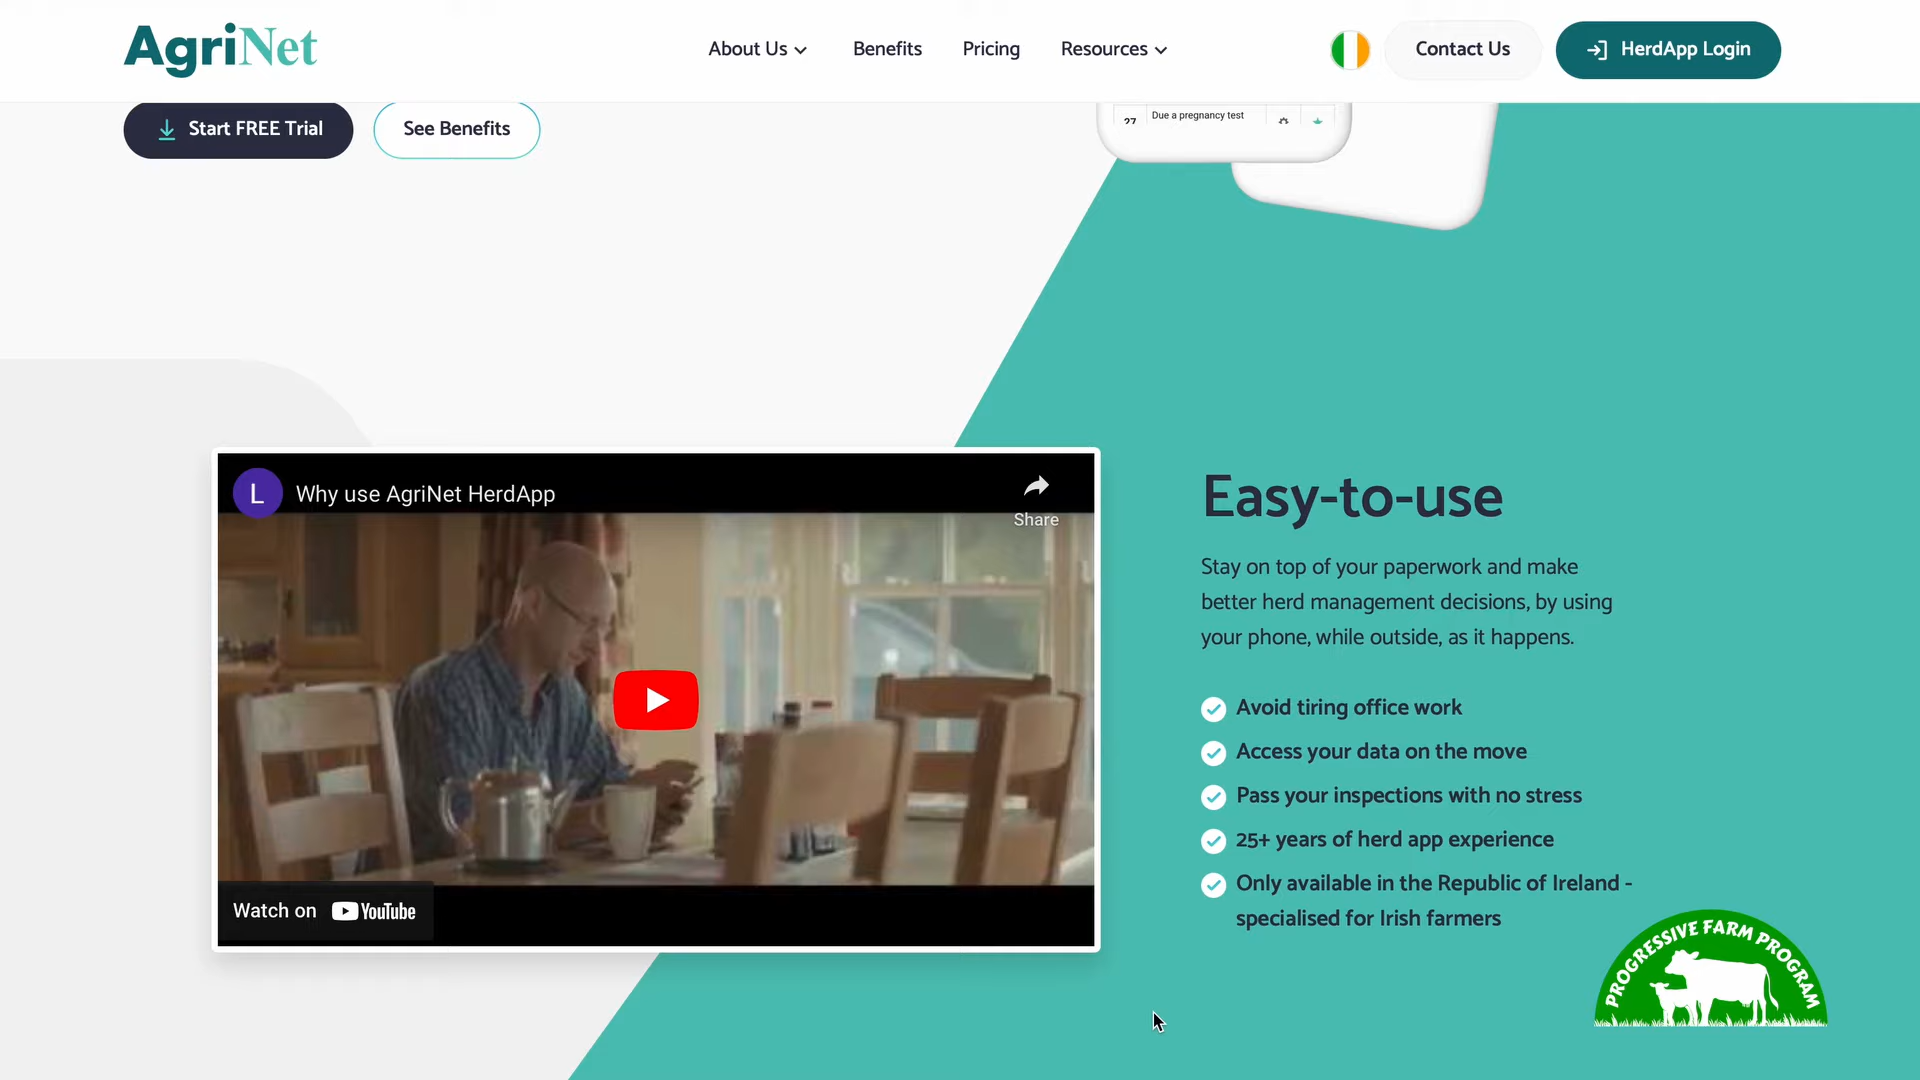 AgriNet
About Us
Benefits
Pricing
Resources
Contact Us
HerdApp Login
Start FREE Trial
See Benefits
27
Due a pregnancy test
L
Why use AgriNet HerdApp
Share
Watch on YouTube
Easy-to-use
Stay on top of your paperwork and make
better herd management decisions, by using
your phone, while outside, as it happens.
Avoid tiring office work
Access your data on the move
Pass your inspections with no stress
25+ years of herd app experience
Only available in the Republic of Ireland -
specialised for Irish farmers
PROGRESSIVE FARM PROGRAM